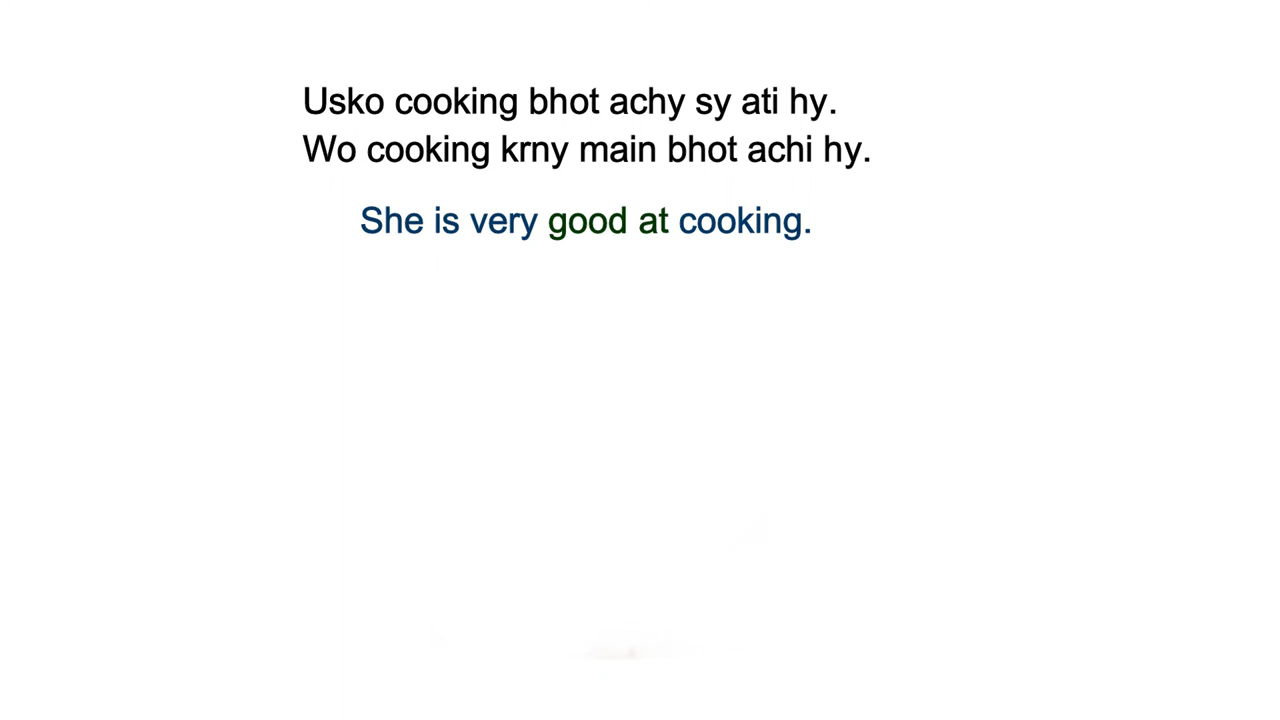 Usko cooking bhot achy sy ati hy.
Wo cooking krny main bhot achi hy.
She is very good at cooking.